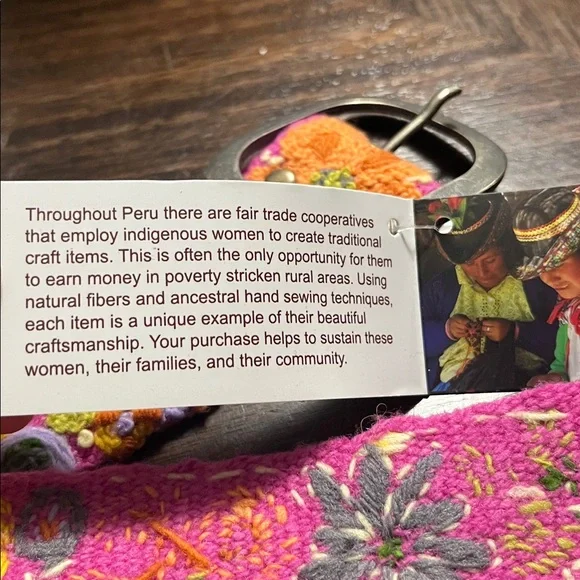 Throughout Peru there are fair trade cooperatives
that employ indigenous women to create traditional
craft items. This is often the only opportunity for them
to earn money in poverty stricken rural areas. Using
natural fibers and ancestral hand sewing techniques,
each item is a unique example of their beautiful
craftsmanship. Your purchase helps to sustain these
women, their families, and their community.